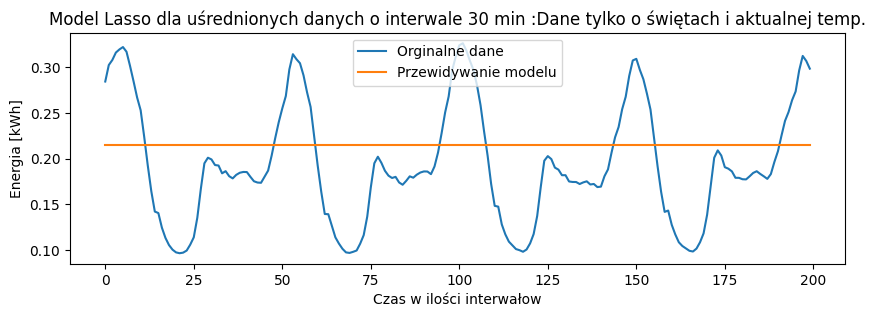 Model Lasso dla uśrednionych danych o interwale 30 min :Dane tylko o świętach i aktualnej temp.
Orginalne dane
Przewidywanie modelu
Energia [kWh]
0.30
0.25
0.20
0.15
0.10
0 25 50 75 100 125 150 175 200
Czas w ilości interwałow